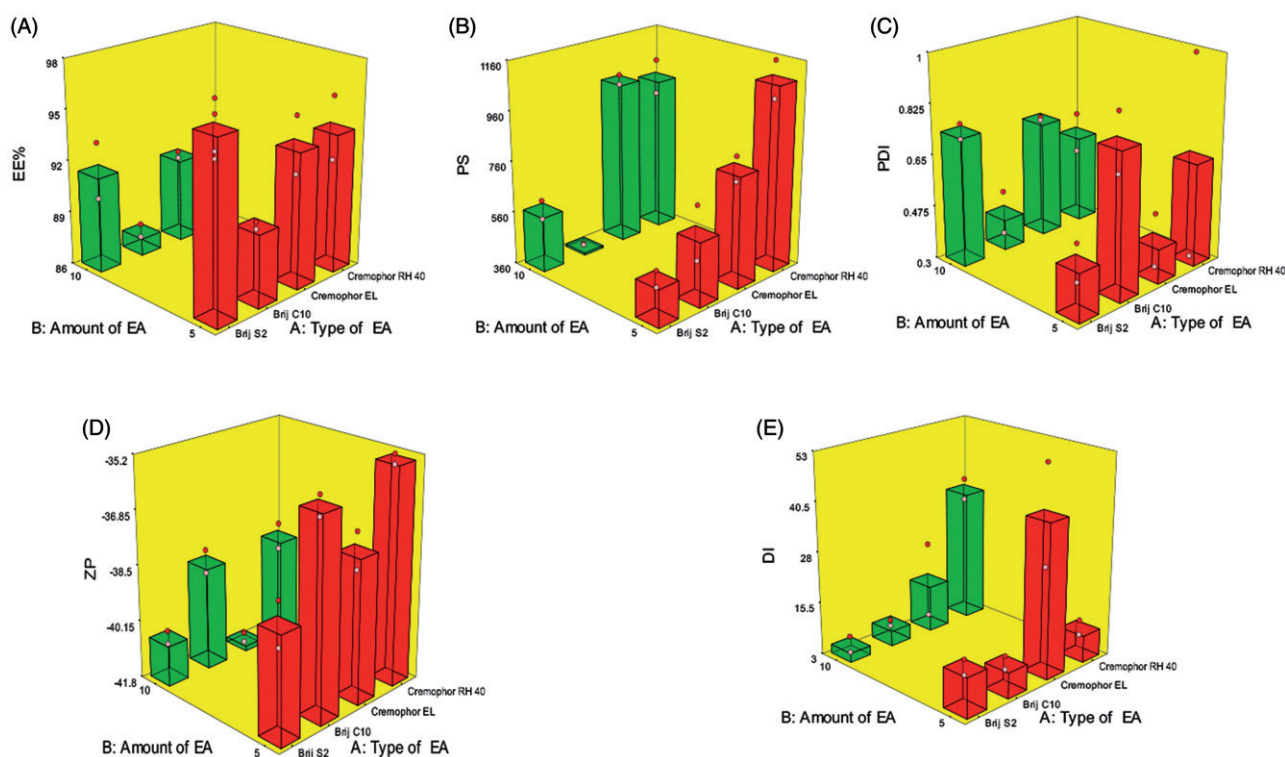 (A)
98
95
92
89
86
EE%
10
5
B: Amount of EA
A: Type of EA
Brij S2
Brij C10
Cremophor EL
Cremophor RH 40
(B)
1160
960
760
560
360
PS
10
5
B: Amount of EA
A: Type of EA
Brij S2
Brij C10
Cremophor EL
Cremophor RH 40
(C)
1
0.825
0.65
0.475
0.3
PDI
10
5
B: Amount of EA
A: Type of EA
Brij S2
Brij C10
Cremophor EL
Cremophor RH 40
(D)
-35.2
-36.85
-38.5
-40.15
-41.8
ZP
10
5
B: Amount of EA
A: Type of EA
Brij S2
Brij C10
Cremophor EL
Cremophor RH 40
(E)
53
40.5
28
15.5
3
DI
10
5
B: Amount of EA
A: Type of EA
Brij S2
Brij C10
Cremophor EL
Cremophor RH 40